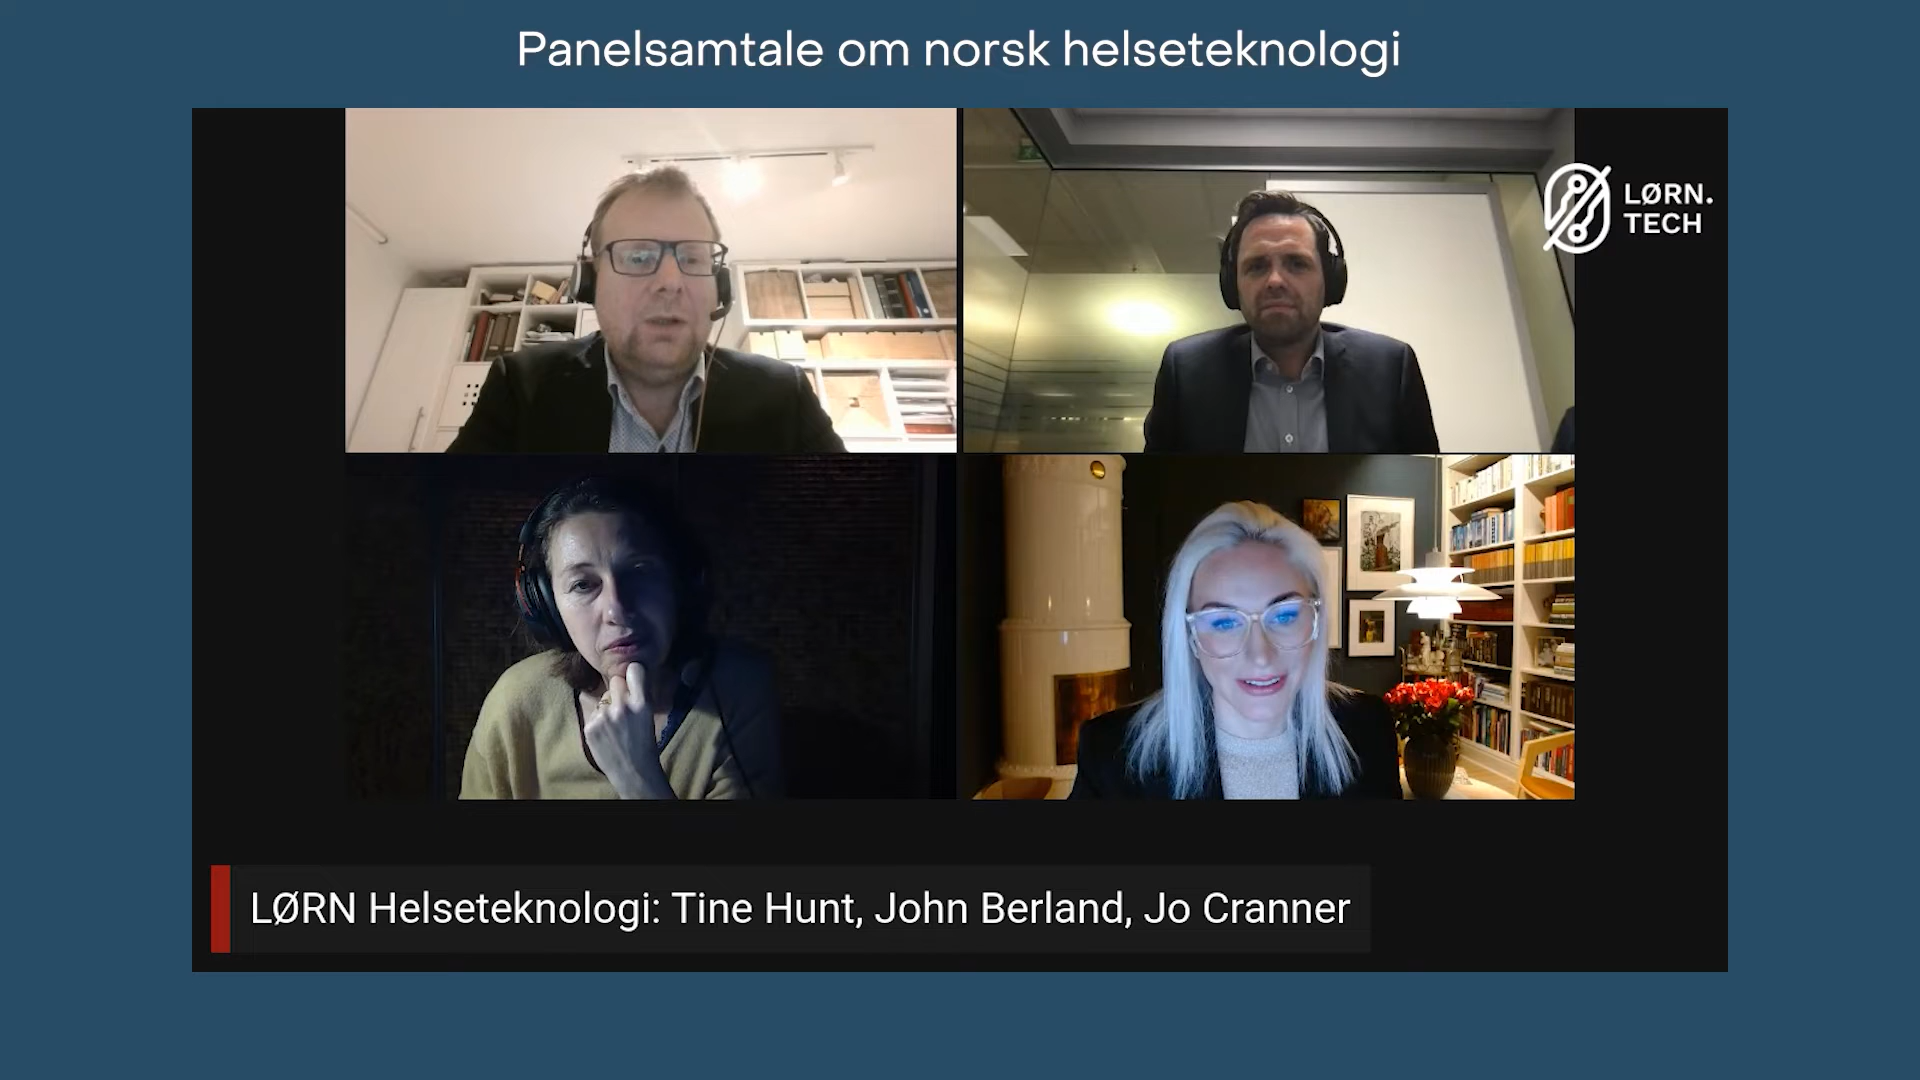 Panelsamtale om norsk helseteknologi
LØRN.
TECH
LØRN Helseteknologi: Tine Hunt, John Berland, Jo Cranner